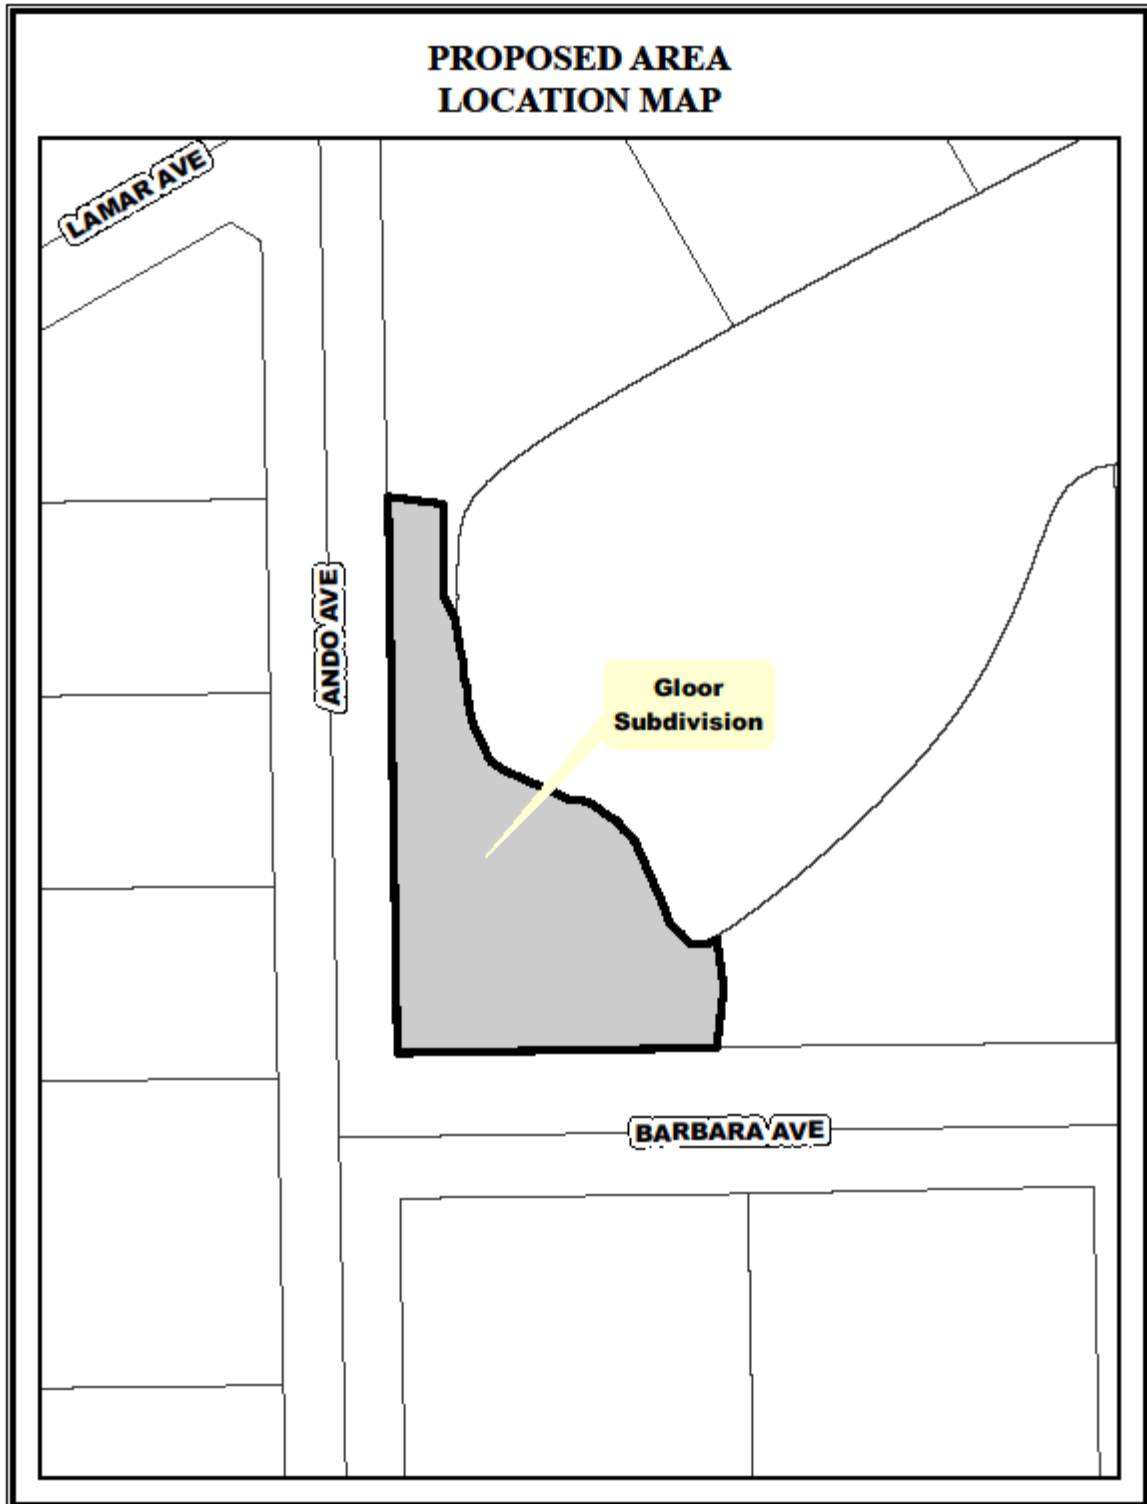 PROPOSED AREA
LOCATION MAP
LAMAR AVE
ANDO AVE
Gloor
Subdivision
BARBARA AVE